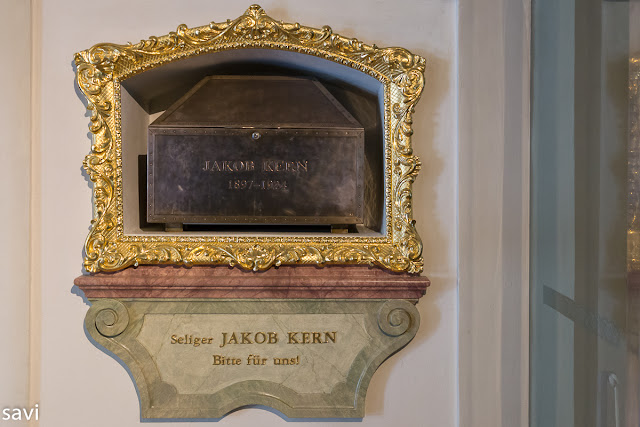 JAKOB KERN
1897-1924
Seliger JAKOB KERN
Bitte für uns!
savi